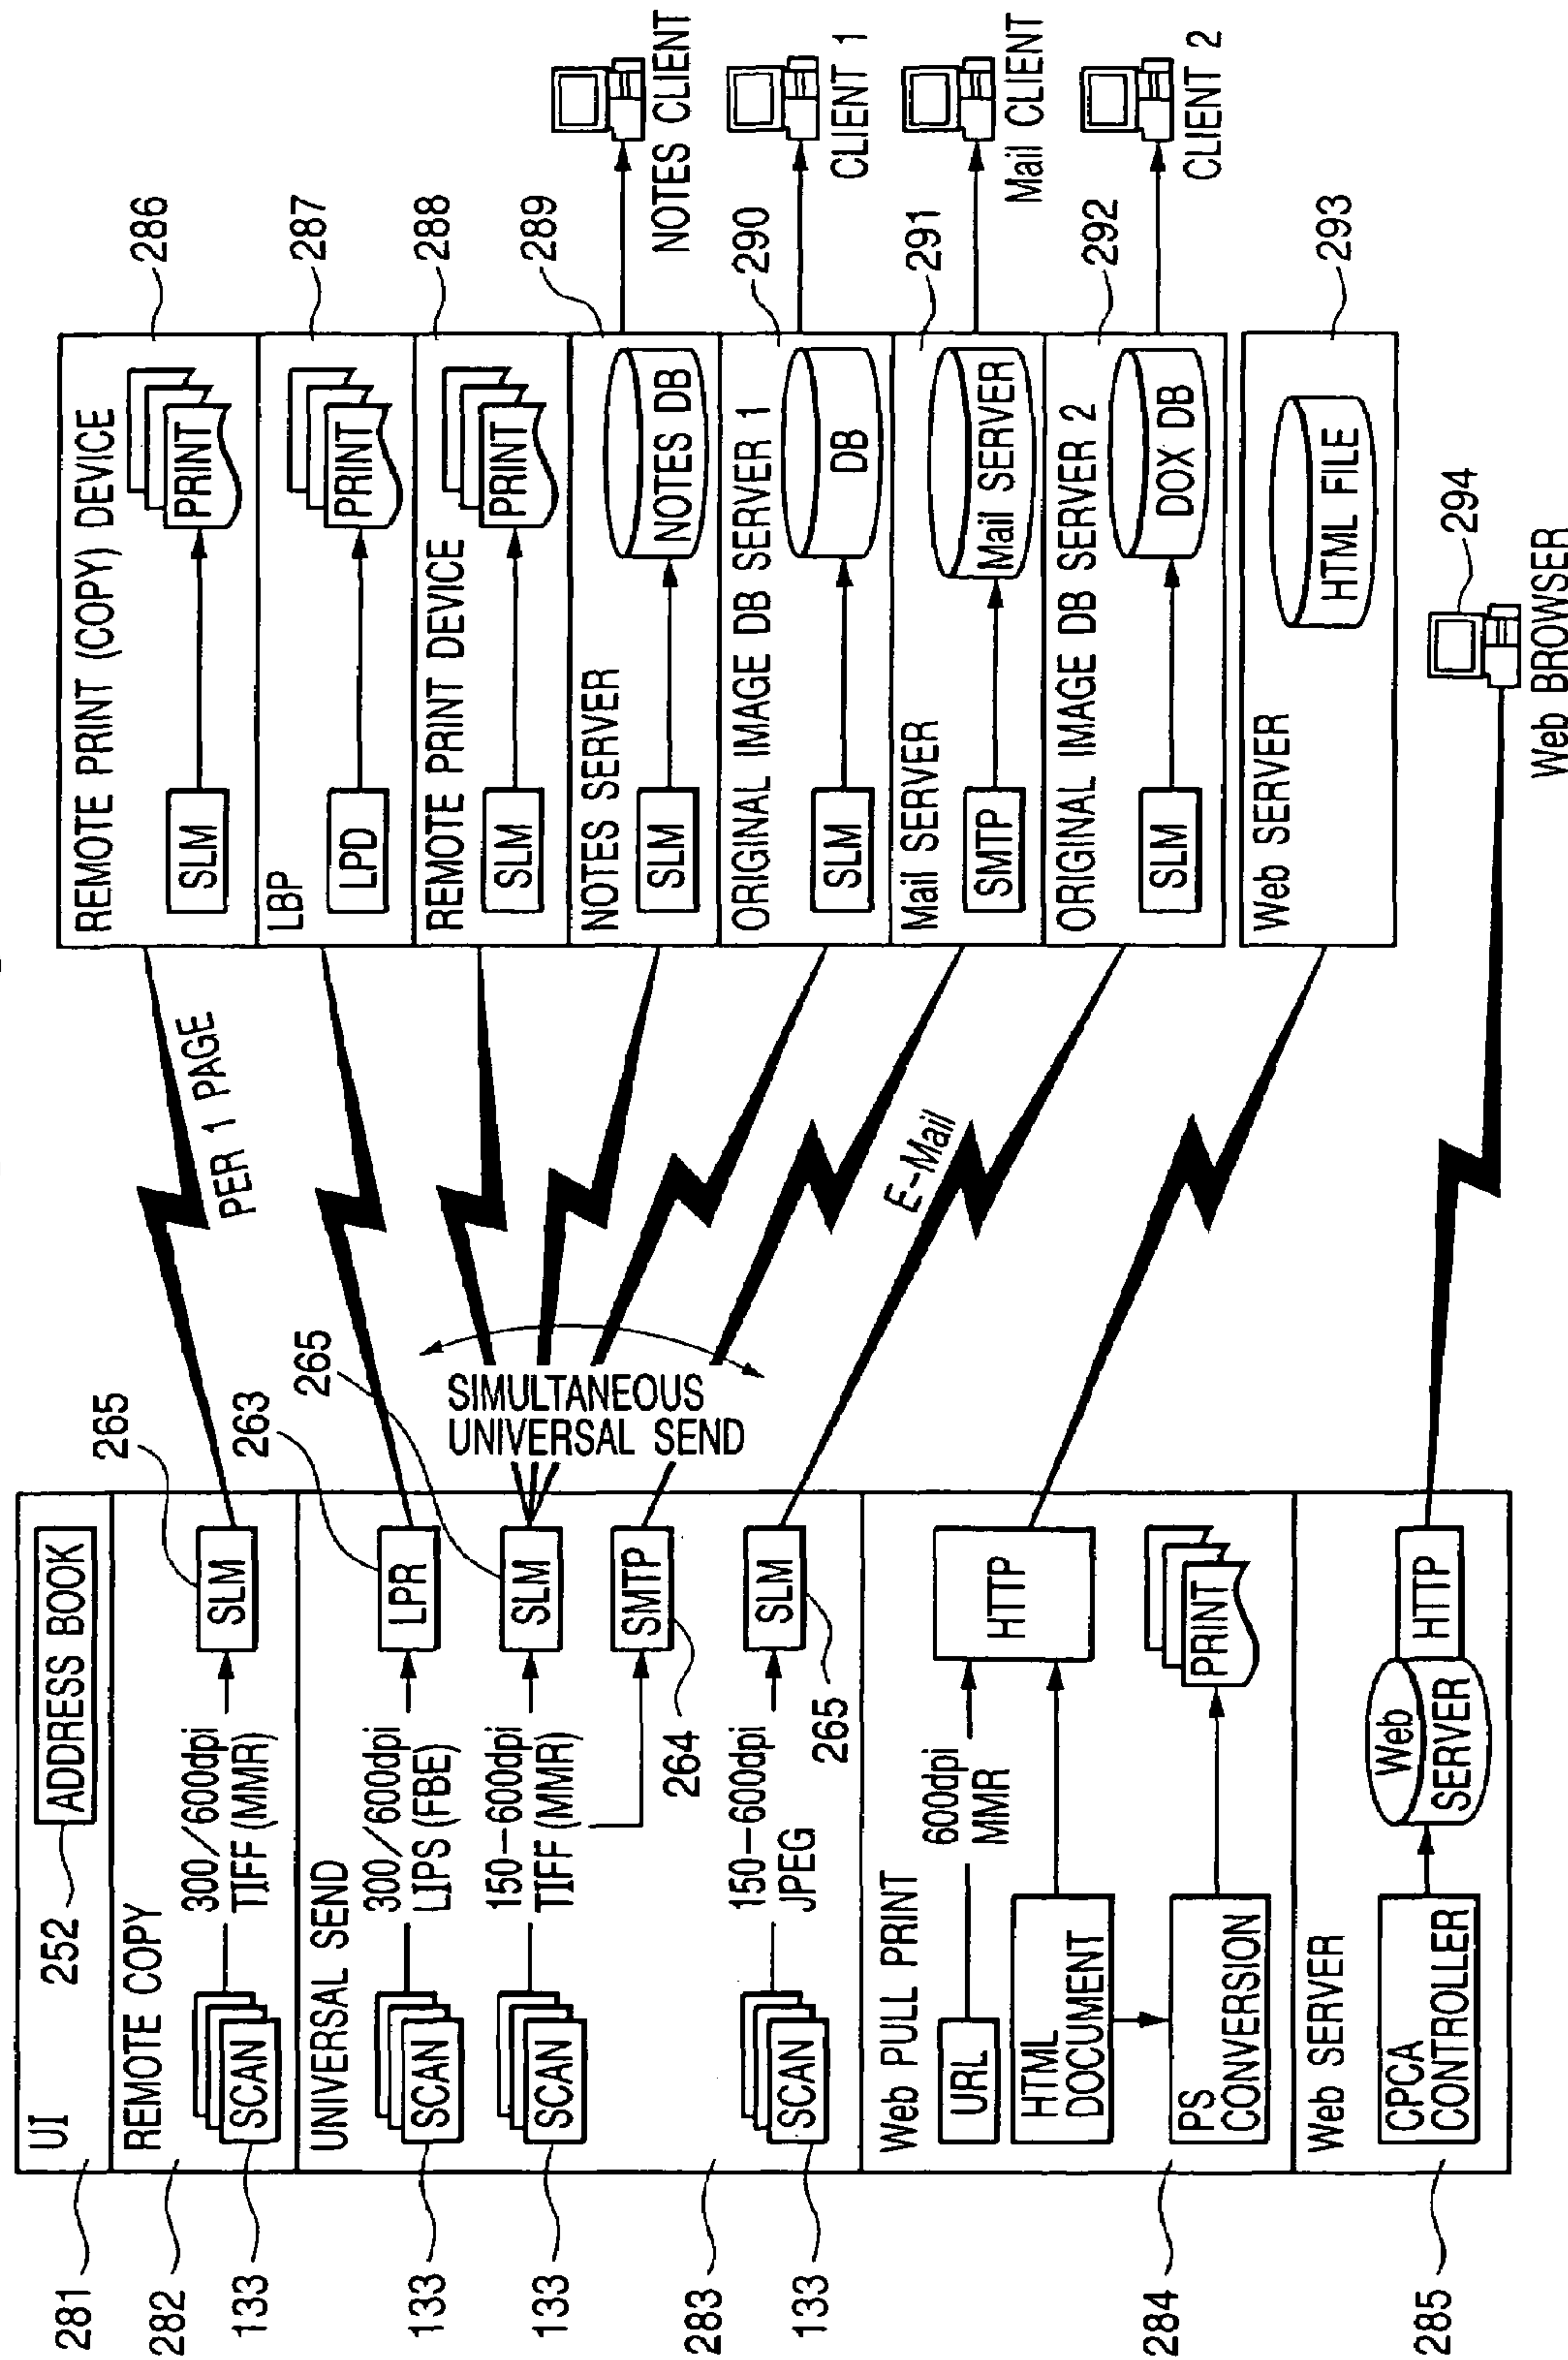 281
UI
252
ADDRESS BOOK
282
REMOTE COPY
133
SCAN
300/600dpi
TIFF (MMR)
SLM
265
UNIVERSAL SEND
133
SCAN
300/600dpi
LIPS (FBE)
LPR
263
133
SCAN
150-600dpi
TIFF (MMR)
SLM
265
SMTP
264
283
133
SCAN
150-600dpi
JPEG
SLM
265
SIMULTANEOUS
UNIVERSAL SEND
PER 1 PAGE
E-Mail
284
Web PULL PRINT
URL
600dpi
MMR
HTTP
HTML
DOCUMENT
PS
CONVERSION
PRINT
285
Web SERVER
CPCA
CONTROLLER
Web
SERVER
HTTP
REMOTE PRINT (COPY) DEVICE
SLM
PRINT
286
LBP
LPD
PRINT
287
REMOTE PRINT DEVICE
SLM
PRINT
288
NOTES SERVER
SLM
NOTES DB
289
NOTES CLIENT
ORIGINAL IMAGE DB SERVER 1
SLM
DB
290
CLIENT 1
Mail SERVER
SMTP
Mail SERVER
291
Mail CLIENT
ORIGINAL IMAGE DB SERVER 2
SLM
DOX DB
292
CLIENT 2
Web SERVER
HTML FILE
293
294
Web BROWSER